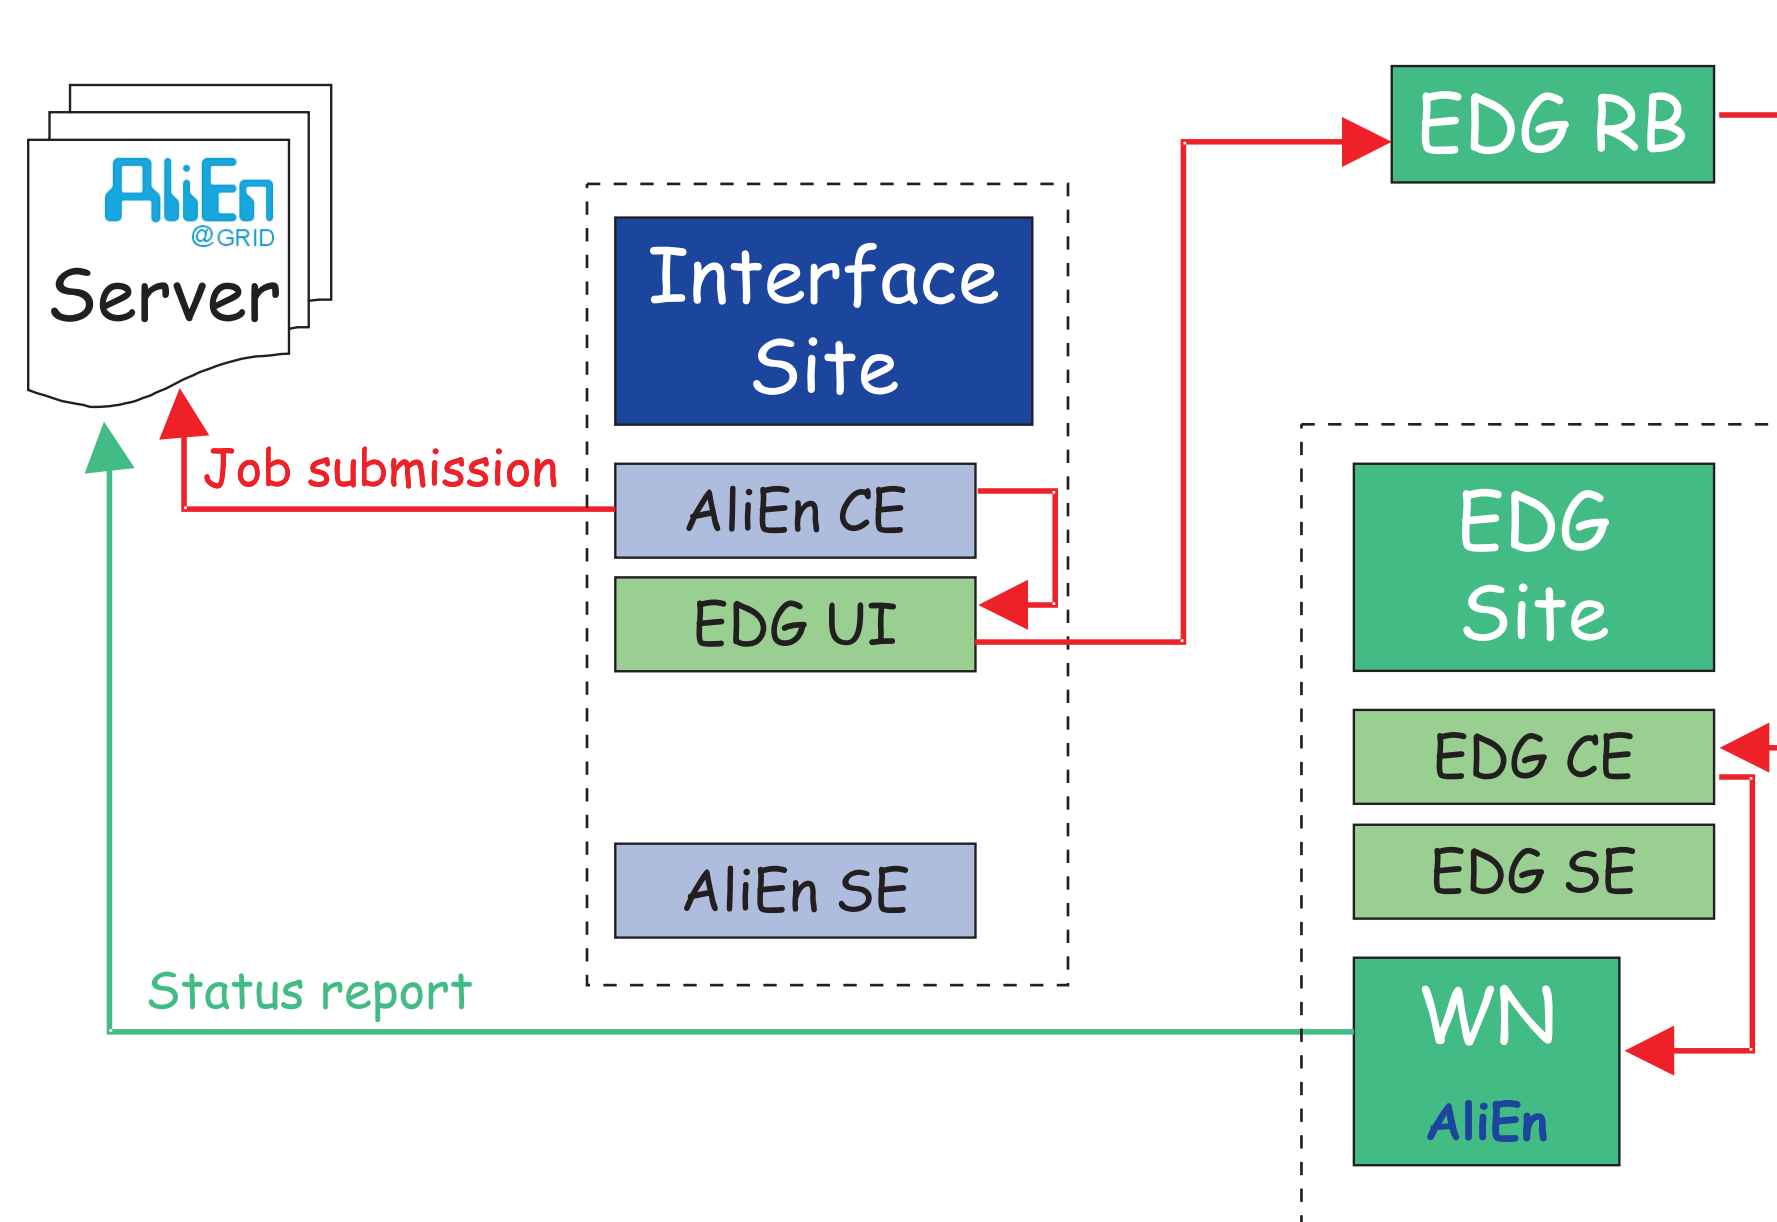 AliEn
@GRID
Server
Job submission
Status report
Interface
Site
AliEn CE
EDG UI
AliEn SE
EDG RB
EDG
Site
EDG CE
EDG SE
WN
AliEn